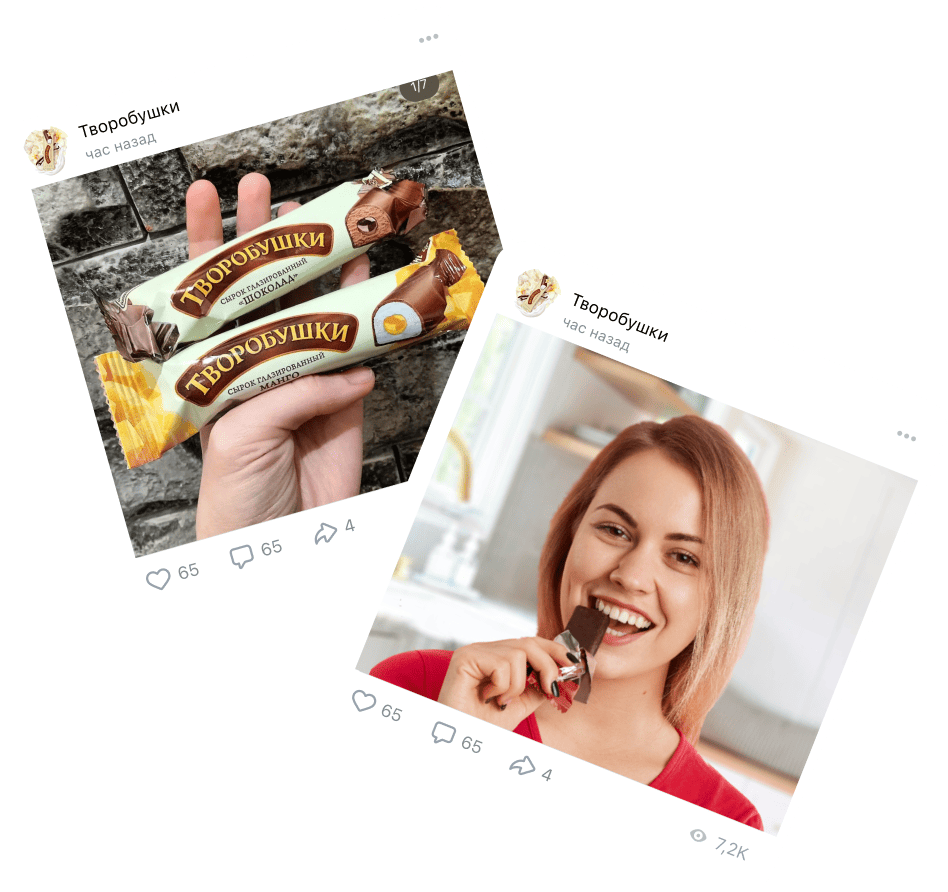 Творобушки
час назад
1/7
ТВОРОБУШКИ
СЫРОК ГЛАЗИРОВАННЫЙ
«ШОКОЛАД»
ТВОРОБУШКИ
СЫРОК ГЛАЗИРОВАННЫЙ
МАНГО
65
65
4
Творобушки
час назад
65
65
4
7,2K